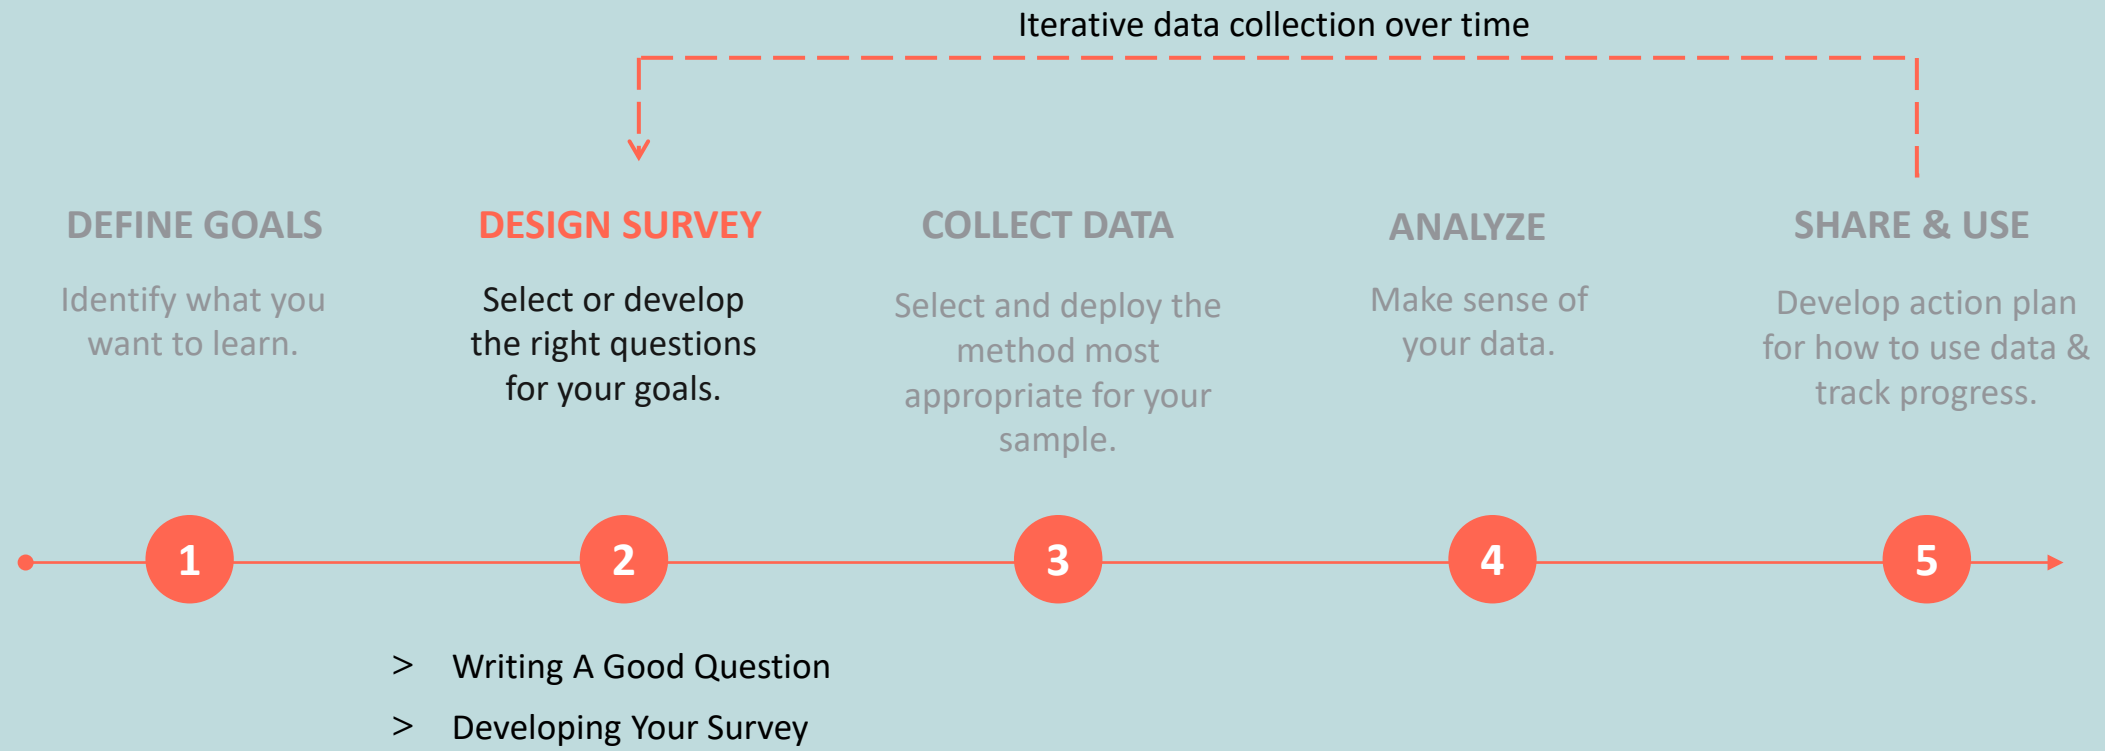 Iterative data collection over time
DEFINE GOALS
Identify what you
want to learn.
DESIGN SURVEY
Select or develop
the right questions
for your goals.
COLLECT DATA
Select and deploy the
method most
appropriate for your
sample.
ANALYZE
Make sense of
your data.
SHARE & USE
Develop action plan
for how to use data &
track progress.
1
2
3
4
5
> Writing A Good Question
> Developing Your Survey